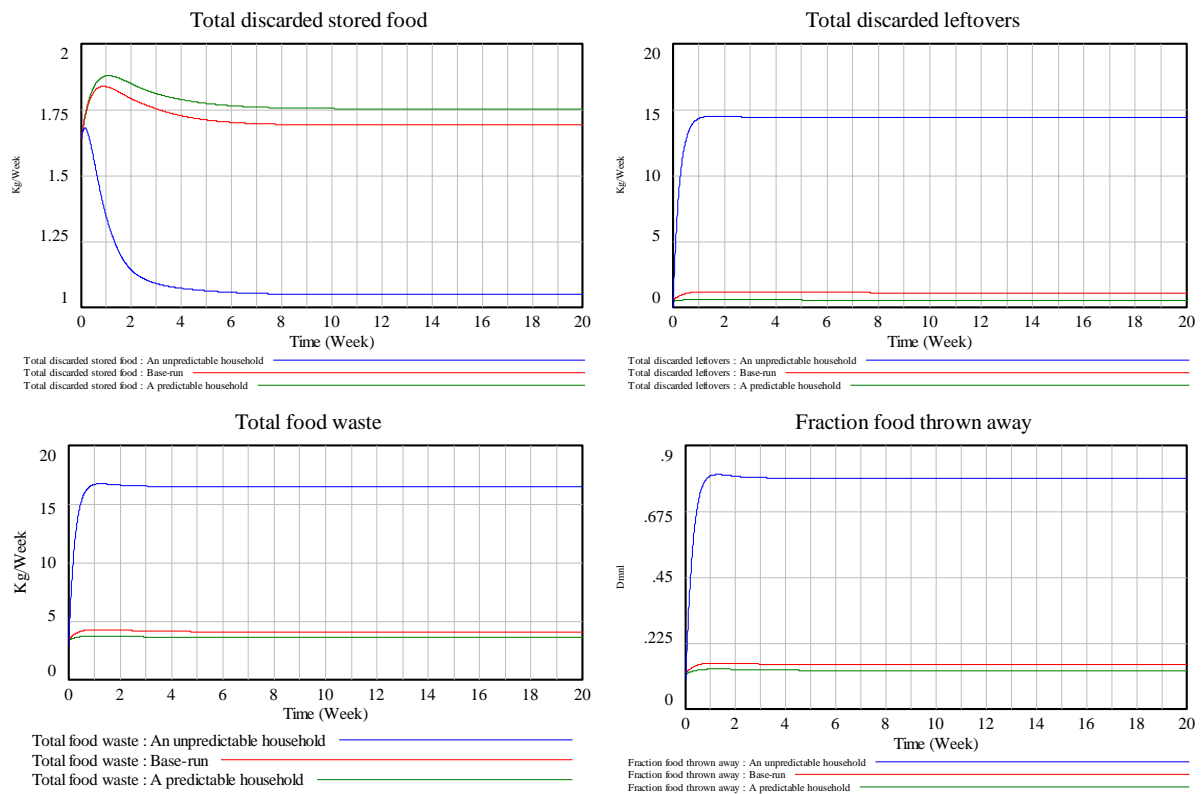 Total discarded stored food
2
1.75
1.5
1.25
1
Kg/Week
0 2 4 6 8 10 12 14 16 18 20
Time (Week)
Total discarded stored food : An unpredictable household
Total discarded stored food : Base-run
Total discarded stored food : A predictable household
Total discarded leftovers
20
15
10
5
0
Kg/Week
0 2 4 6 8 10 12 14 16 18 20
Time (Week)
Total discarded leftovers : An unpredictable household
Total discarded leftovers : Base-run
Total discarded leftovers : A predictable household
Total food waste
20
15
10
5
0
Kg/Week
0 2 4 6 8 10 12 14 16 18 20
Time (Week)
Total food waste : An unpredictable household
Total food waste : Base-run
Total food waste : A predictable household
Fraction food thrown away
.9
.675
.45
.225
0
Dmnl
0 2 4 6 8 10 12 14 16 18 20
Time (Week)
Fraction food thrown away : An unpredictable household
Fraction food thrown away : Base-run
Fraction food thrown away : A predictable household